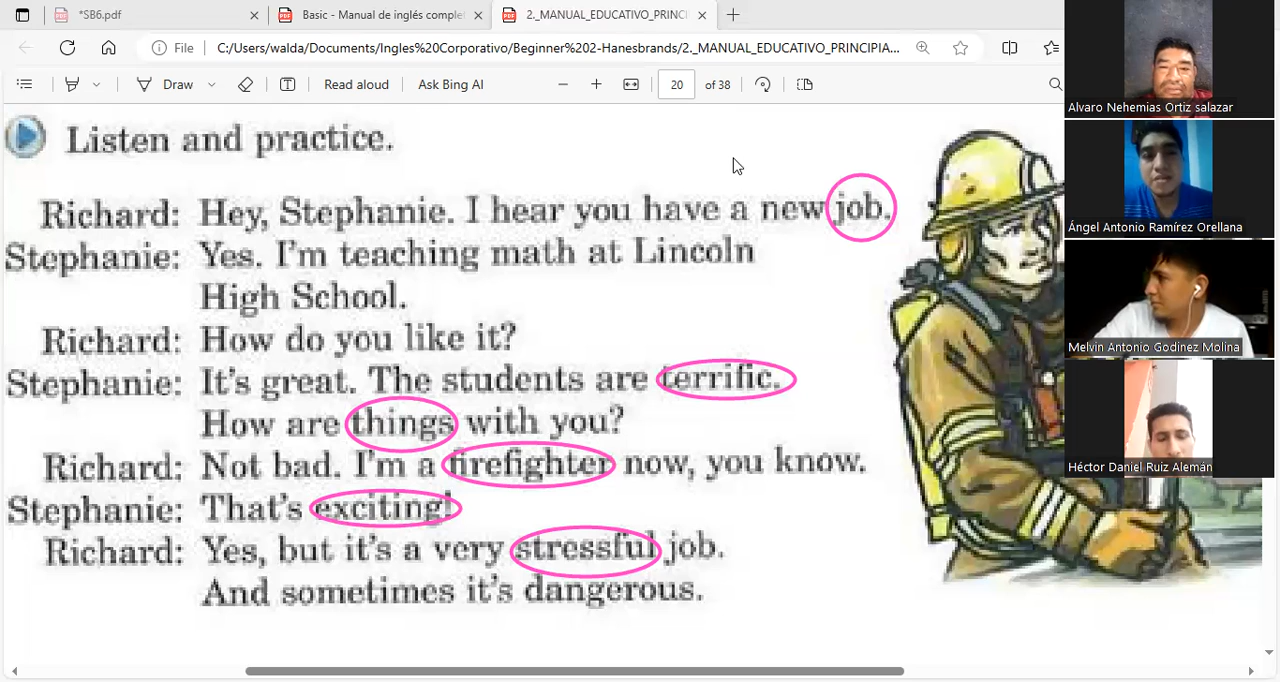 *SB6.pdf
Basic - Manual de inglés complet
2._MANUAL_EDUCATIVO_PRINCI
File
C:/Users/walda/Documents/Ingles%20Corporativo/Beginner%202-Hanesbrands/2._MANUAL_EDUCATIVO_PRINCIPIA...
Draw
Read aloud
Ask Bing AI
20 of 38
Listen and practice.
Richard: Hey, Stephanie. I hear you have a new job.
Stephanie: Yes. I'm teaching math at Lincoln
High School.
Richard: How do you like it?
Stephanie: It's great. The students are terrific.
How are things with you?
Richard: Not bad. I'm a firefighter now, you know.
Stephanie: That's exciting!
Richard: Yes, but it's a very stressful job.
And sometimes it's dangerous.
Alvaro Nehemias Ortiz salazar
Ángel Antonio Ramírez Orellana
Melvin Antonio Godinez Molina
Héctor Daniel Ruiz Alemán